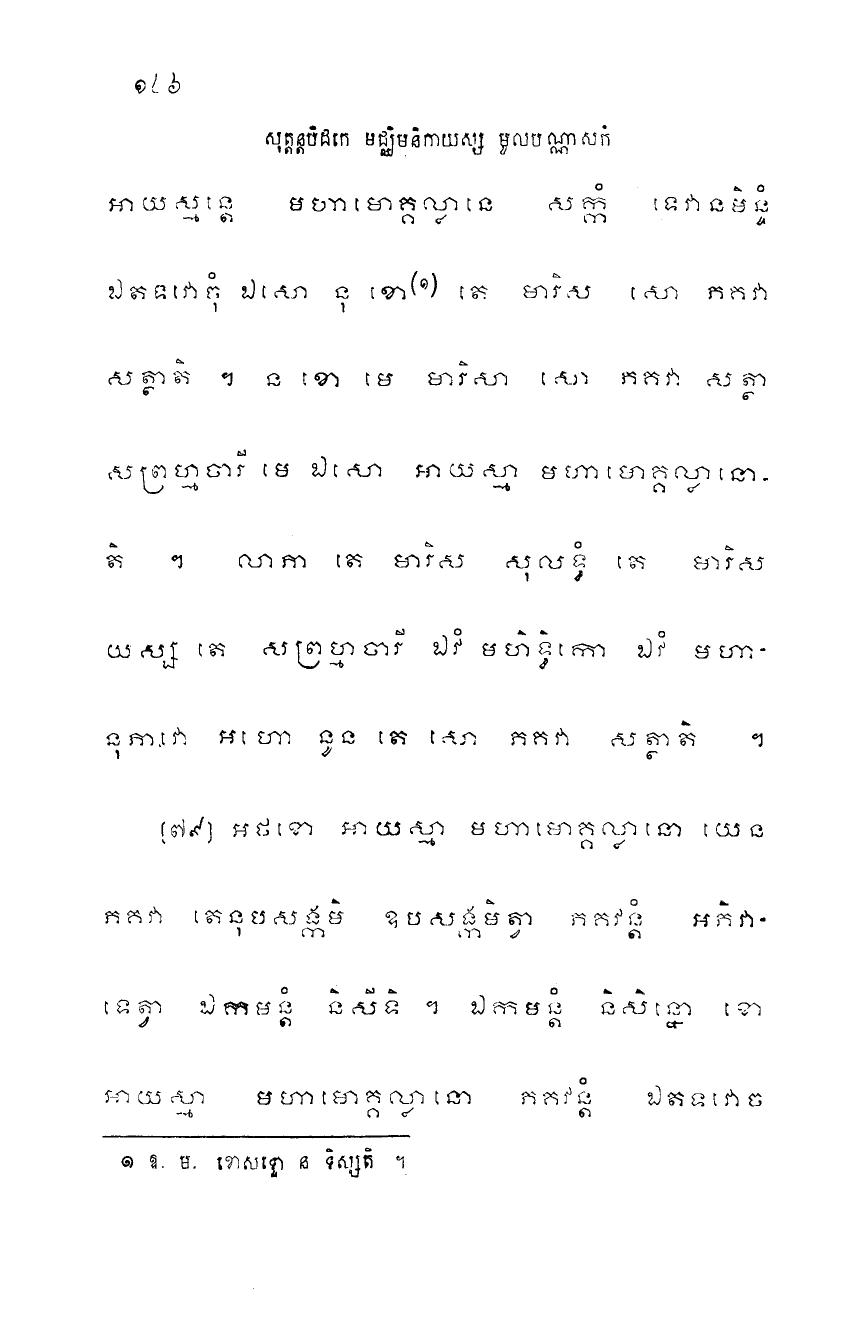 ១៤៦
សុត្តន្តបិដកេ មជ្ឈិមនិកាយស្ស មូលបណ្ណាសកំ
អាយស្មន្តេ មហាមោគ្គល្លានេ សក្កំ ទេវានមិន្ទំ
ឯតទវោចុំ ឯសោ នុ ខោ(១) តេ មារិស សោ ភគវា
សត្ថាតិ ។ ន ខោ មេ មារិសា សោ ភគវា សត្ថា
សព្រហ្មចារី មេ ឯសោ អាយស្មា មហាមោគ្គល្លានោ-
តិ ។ លាភា តេ មារិស សុលទ្ធំ តេ មារិស
យស្ស តេ សព្រហ្មចារី ឯវំ មហិទ្ធិកោ ឯវំ មហា-
នុភាវោ អហោ នូន តេ សោ ភគវា សត្ថាតិ ។
[៧៩] អថខោ អាយស្មា មហាមោគ្គល្លានោ យេន
ភគវា តេនុបសង្កមិ ឧបសង្កមិត្វា ភគវន្តំ អភិវា-
ទេត្វា ឯកមន្តំ និសីទិ ។ ឯកមន្តំ និសិន្នោ ខោ
អាយស្មា មហាមោគ្គល្លានោ ភគវន្តំ ឯតទវោច
១ ឱ. ម. ខោសទ្ទោ ន ទិស្សតិ ។